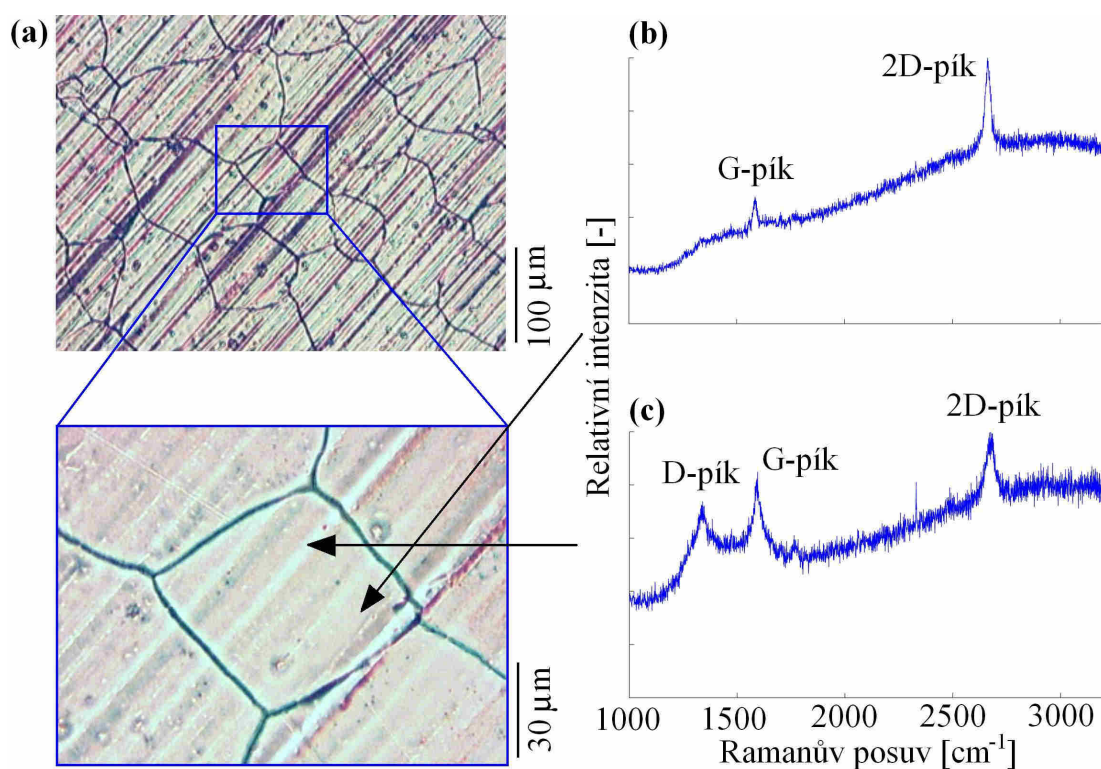 (a)
100 µm
30 µm
(b)
2D-pík
G-pík
Relativní intenzita [-]
(c)
2D-pík
D-pík
G-pík
1000 1500 2000 2500 3000
Ramanův posuv [cm⁻¹]